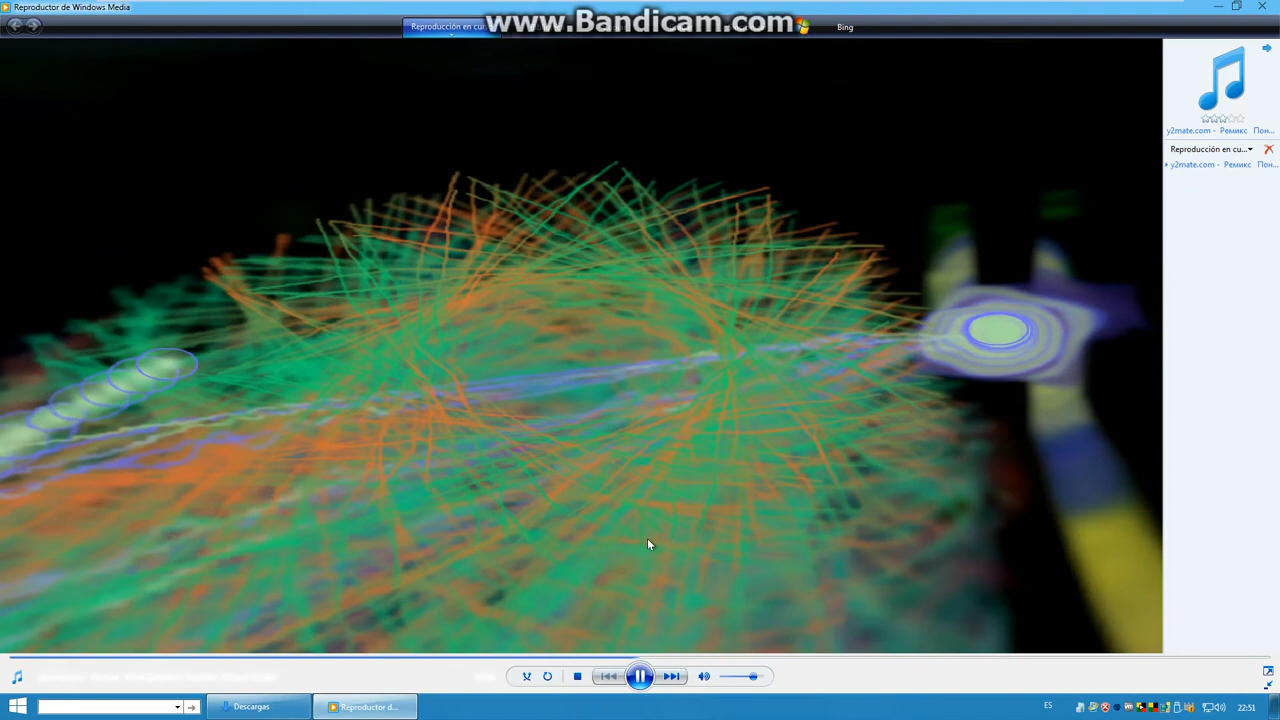 Reproductor de Windows Media
www.Bandicam.com
Reproducción en cur
Bing
y2mate.com - Ремикс Пон...
Reproducción en cu...
y2mate.com - Ремикс Пон...
Descargas
Reproductor d...
ES
22:51